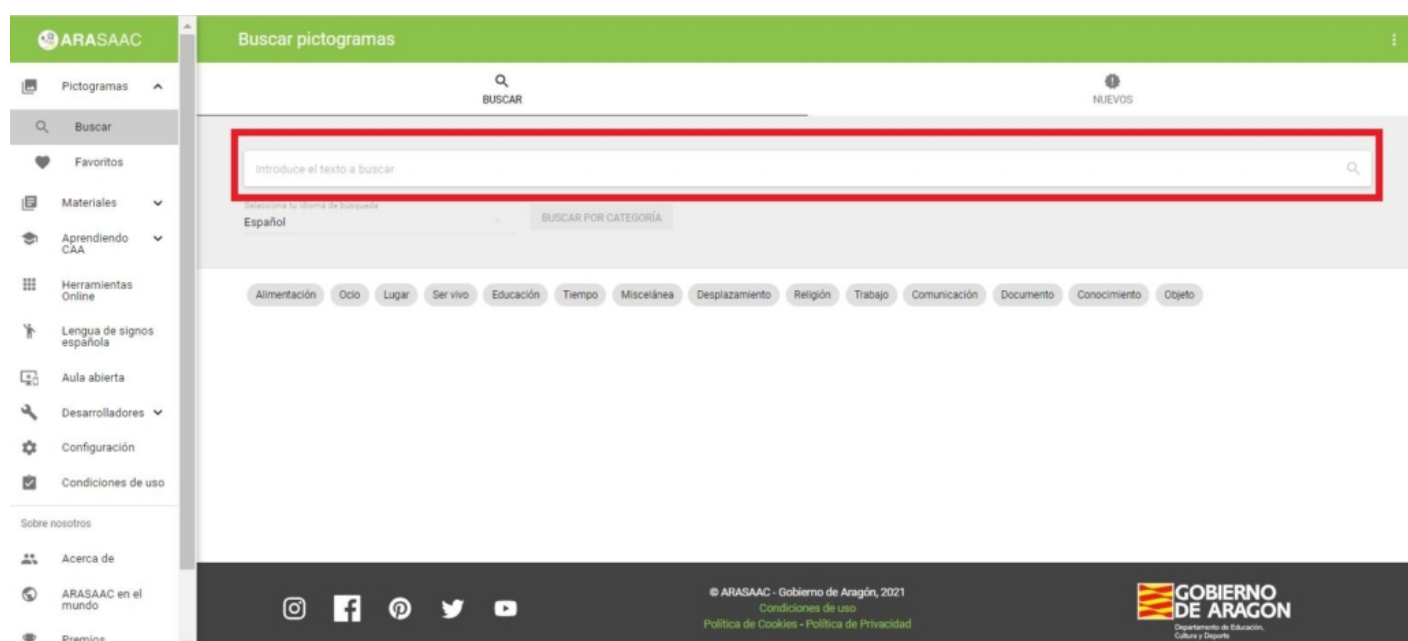 ARASAAC
Buscar pictogramas
Pictogramas
Buscar
Favoritos
Materiales
Aprendiendo
CAA
Herramientas
Online
Lengua de signos
española
Aula abierta
Desarrolladores
Configuración
Condiciones de uso
Sobre nosotros
Acerca de
ARASAAC en el
mundo
Premios
BUSCAR
NUEVOS
Introduce el texto a buscar
Selecciona tu idioma de búsqueda
Español
BUSCAR POR CATEGORÍA
Alimentación Ocio Lugar Ser vivo Educación Tiempo Miscelánea Desplazamiento Religión Trabajo Comunicación Documento Conocimiento Objeto
© ARASAAC - Gobierno de Aragón, 2021
Condiciones de uso
Política de Cookies - Política de Privacidad
GOBIERNO
DE ARAGON
Departamento de Educación,
Cultura y Deporte